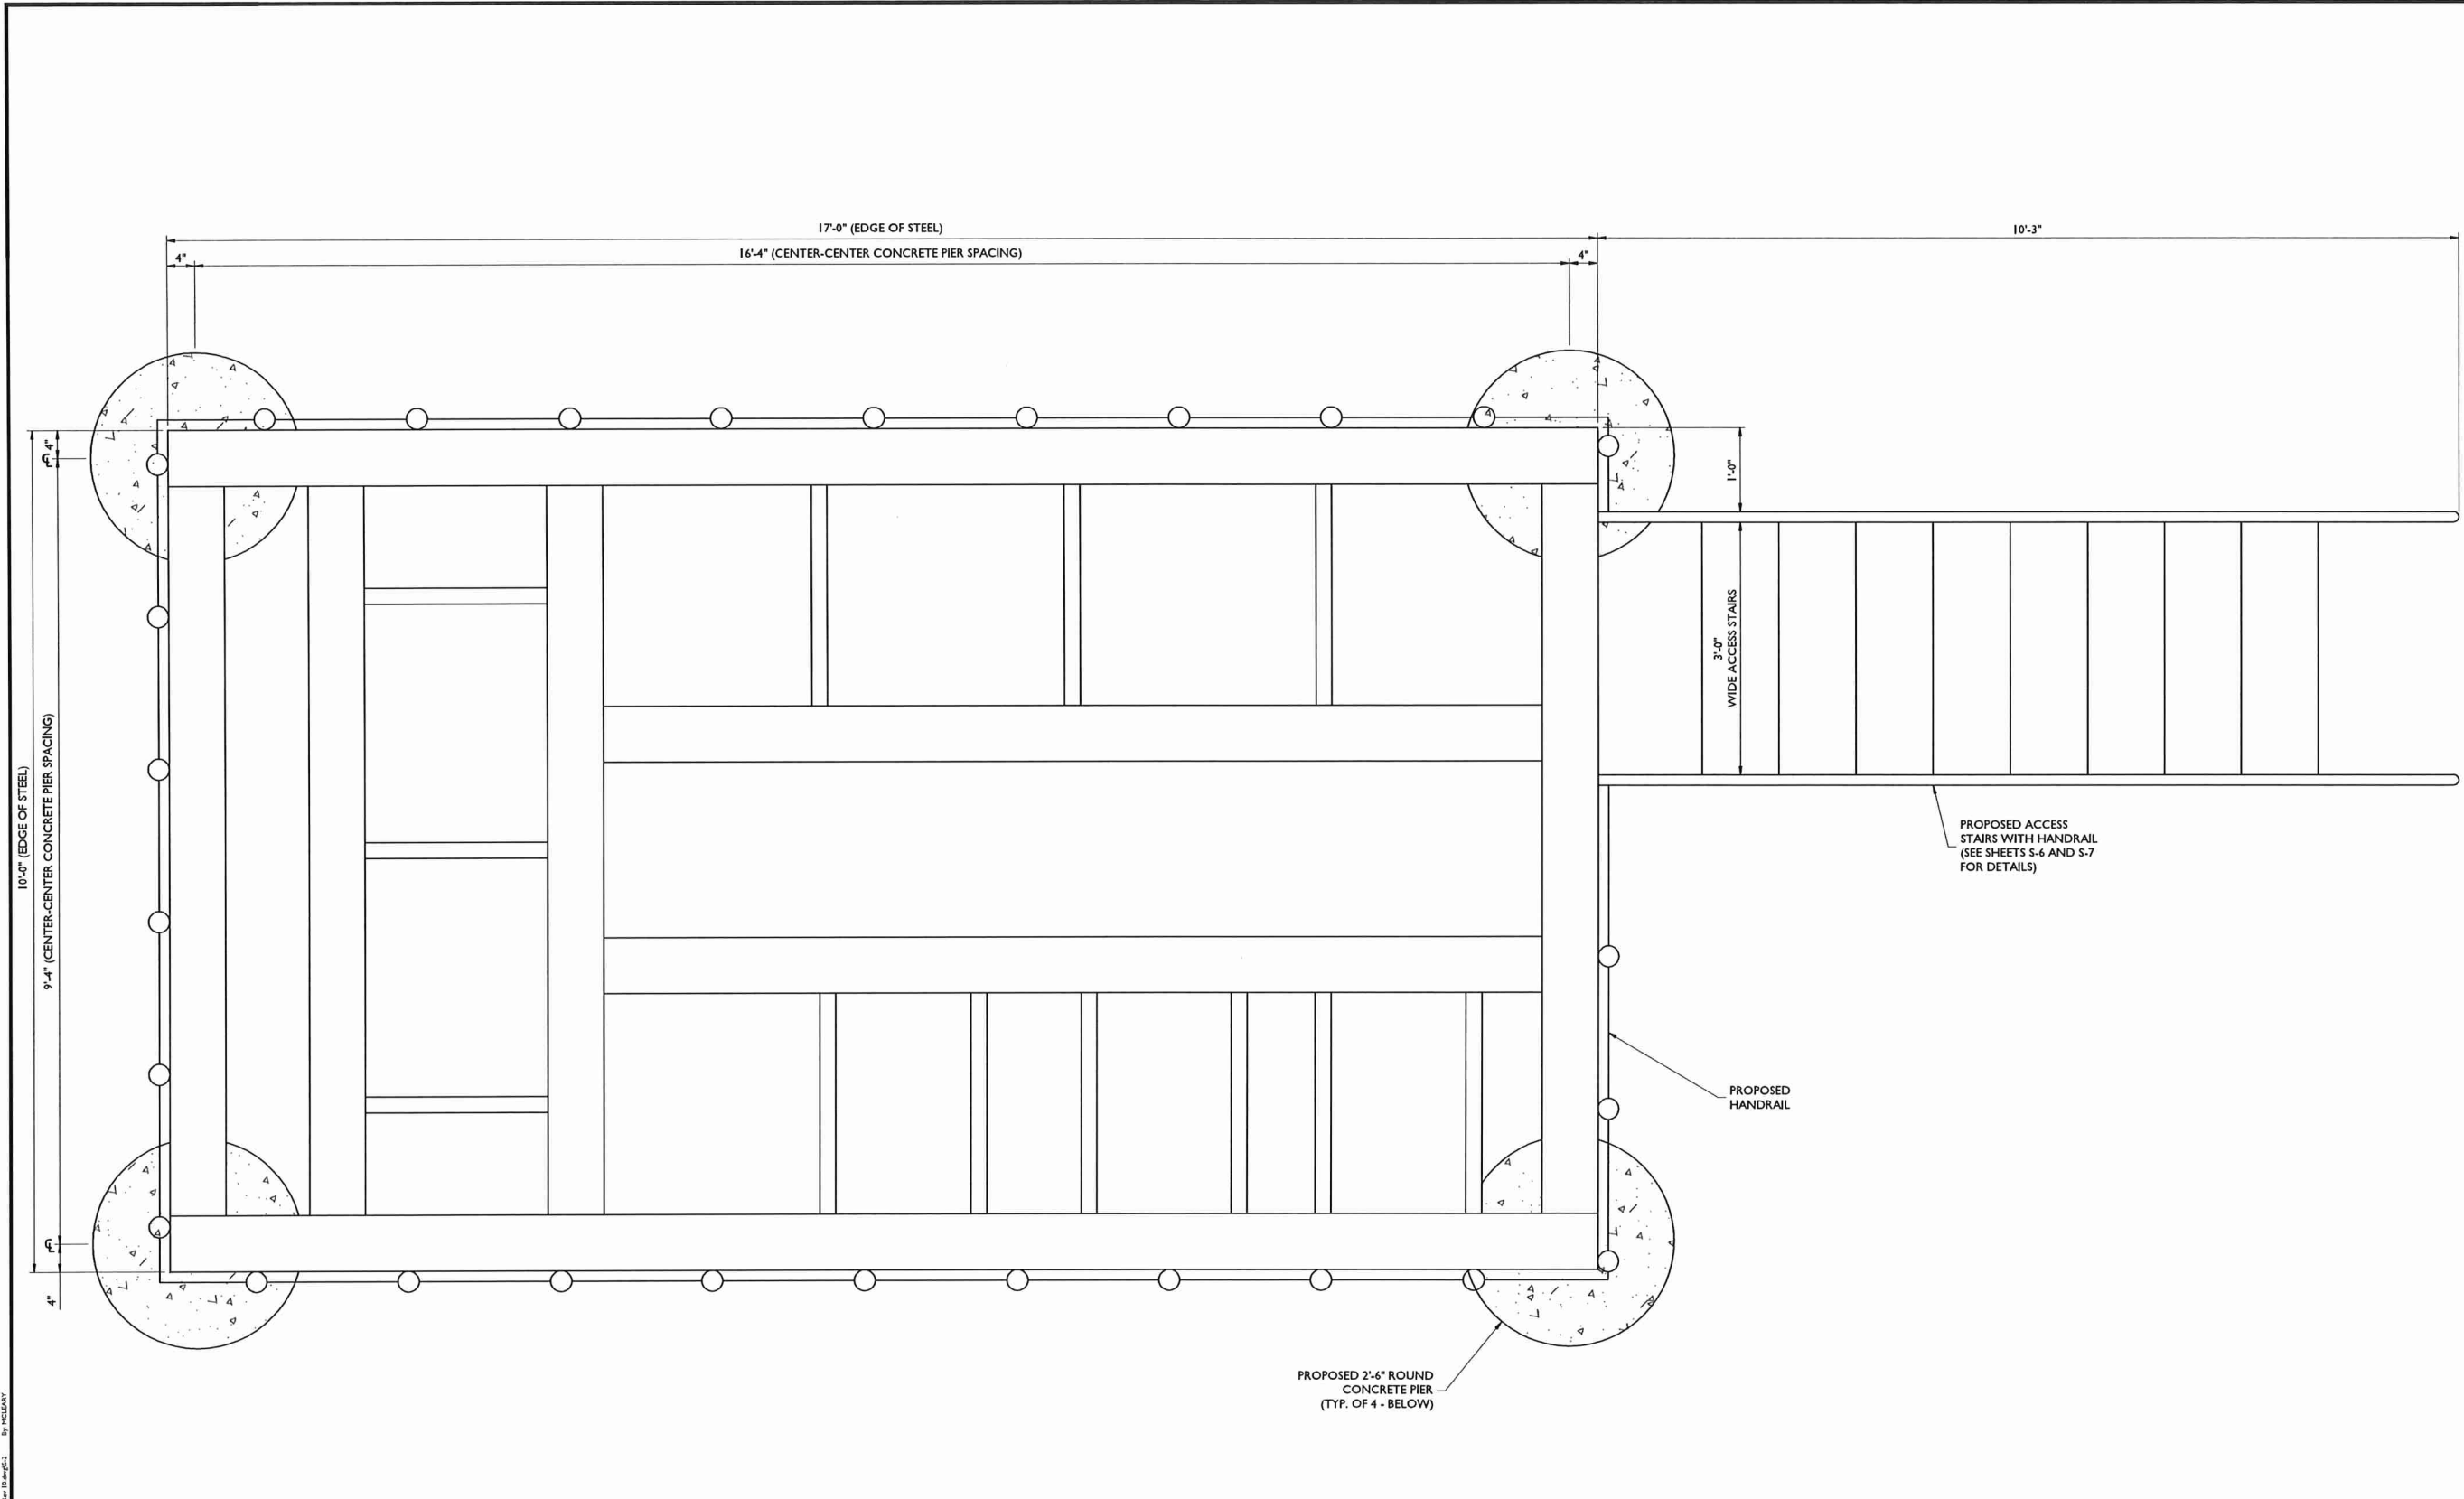 17'-0" (EDGE OF STEEL)
10'-3"
16'-4" (CENTER-CENTER CONCRETE PIER SPACING)
4"
4"
4"
℄
1'-0"
3'-0"
WIDE ACCESS STAIRS
10'-0" (EDGE OF STEEL)
9'-4" (CENTER-CENTER CONCRETE PIER SPACING)
PROPOSED ACCESS
STAIRS WITH HANDRAIL
(SEE SHEETS S-6 AND S-7
FOR DETAILS)
PROPOSED
HANDRAIL
℄
4"
PROPOSED 2'-6" ROUND
CONCRETE PIER
(TYP. OF 4 - BELOW)
By: MCLEARY